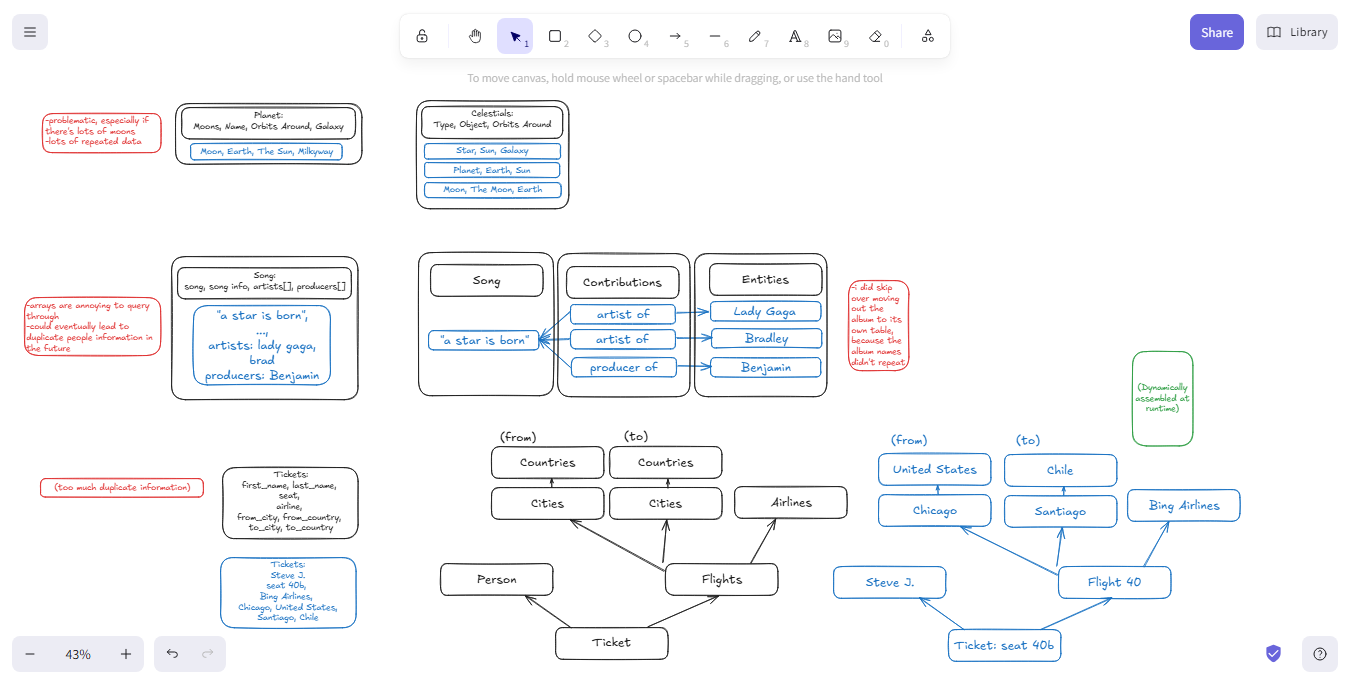 1
2
3
4
5
6
7
8
9
0
Share
Library
To move canvas, hold mouse wheel or spacebar while dragging, or use the hand tool
-problematic, especially if
there's lots of moons
-lots of repeated data
Planet:
Moons, Name, Orbits Around, Galaxy
Moon, Earth, The Sun, Milkyway
Celestials:
Type, Object, Orbits Around
Star, Sun, Galaxy
Planet, Earth, Sun
Moon, The Moon, Earth
-arrays are annoying to query
through
-could eventually lead to
duplicate people information in
the future
Song:
song, song info, artists[], producers[]
"a star is born",
...,
artists: lady gaga,
brad
producers: Benjamin
Song
"a star is born"
Contributions
artist of
artist of
producer of
Entities
Lady Gaga
Bradley
Benjamin
-i did skip
over moving
out the
album to its
own table,
because the
album names
didn't repeat
(Dynamically
assembled at
runtime)
(too much duplicate information)
Tickets:
first_name, last_name,
seat,
airline,
from_city, from_country,
to_city, to_country
Tickets:
Steve J.
seat 40b,
Bing Airlines,
Chicago, United States,
Santiago, Chile
(from)
(to)
Countries
Countries
Cities
Cities
Airlines
Person
Flights
Ticket
(from)
(to)
United States
Chile
Chicago
Santiago
Bing Airlines
Steve J.
Flight 40
Ticket: seat 40b
43%